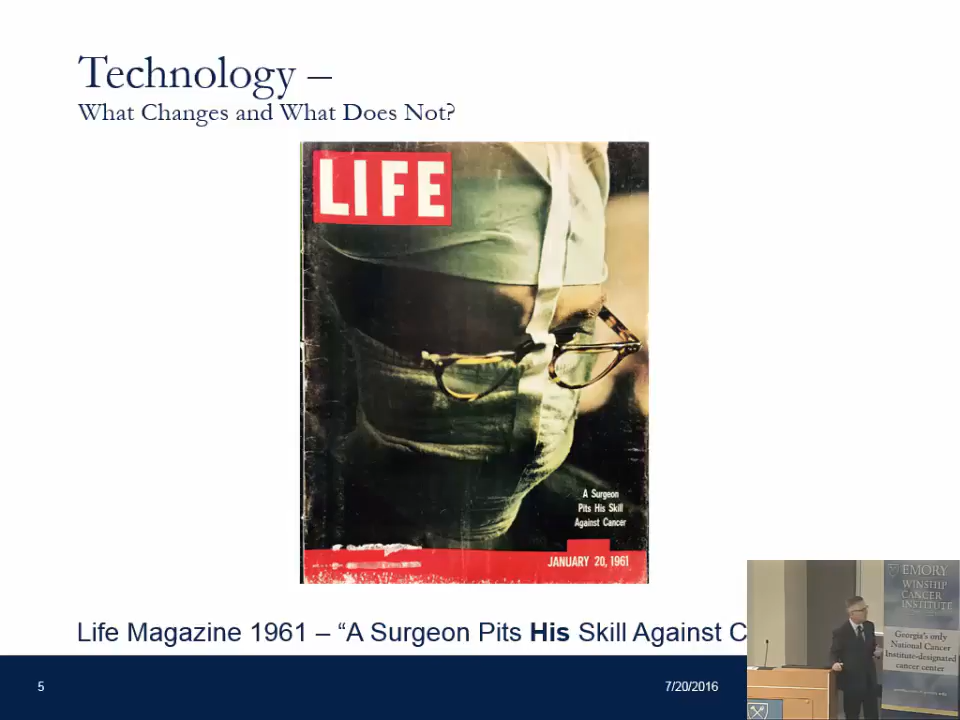 Technology –
What Changes and What Does Not?
LIFE
A Surgeon
Pits His Skill
Against Cancer
JANUARY 20, 1961
Life Magazine 1961 – “A Surgeon Pits His Skill Against C
5
7/20/2016
EMORY
WINSHIP
CANCER
INSTITUTE
Georgia's only
National Cancer
Institute-designated
cancer center